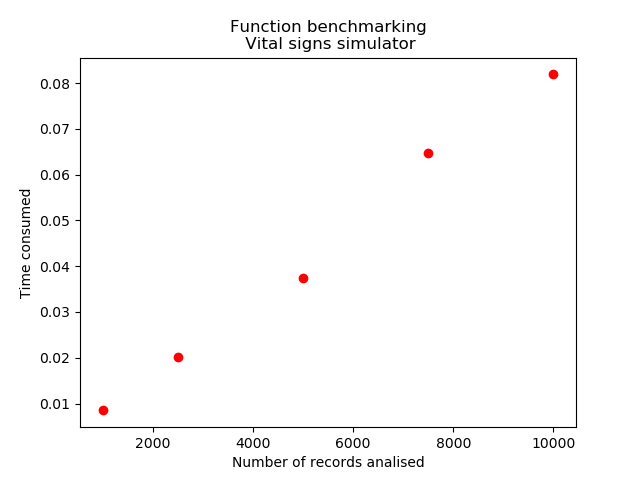 Function benchmarking
Vital signs simulator
0.08
0.07
0.06
0.05
0.04
0.03
0.02
0.01
Time consumed
2000 4000 6000 8000 10000
Number of records analised